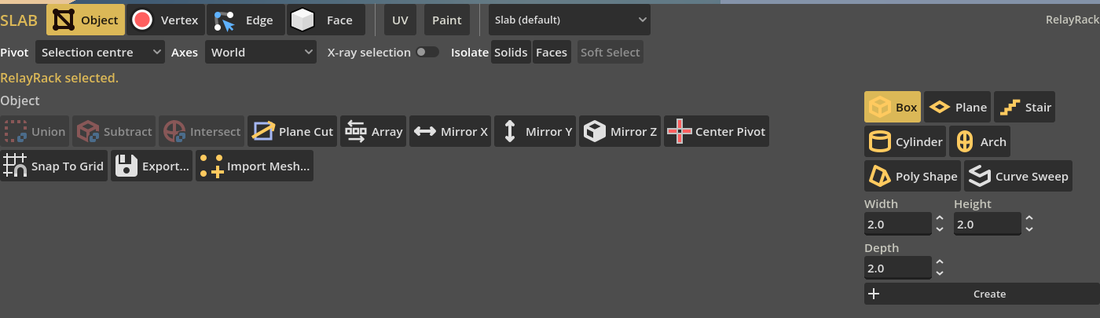 SLAB Object Vertex Edge Face UV Paint Slab (default) RelayRack
Pivot Selection centre Axes World X-ray selection Isolate Solids Faces Soft Select
RelayRack selected.
Object
Union Subtract Intersect Plane Cut Array Mirror X Mirror Y Mirror Z Center Pivot
Snap To Grid Export... Import Mesh...
Box Plane Stair
Cylinder Arch
Poly Shape Curve Sweep
Width Height
2.0 2.0
Depth
2.0
Create